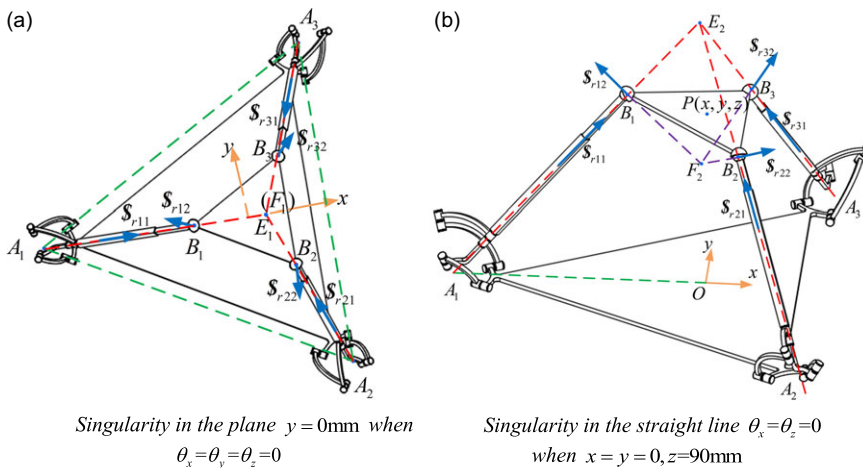 (a)
A₃
$r31
B₃
$r32
y
(F₁)
x
$r12
$r11
E₁
A₁
B₁
B₂
$r22
$r21
A₂
Singularity in the plane y = 0mm when
θx=θy=θz=0
(b)
E₂
$r32
$r12
B₃
P(x, y, z)
B₁
$r31
$r11
F₂
B₂
$r22
$r21
A₃
y
x
A₁
O
A₂
Singularity in the straight line θx=θz=0
when x = y = 0, z=90mm